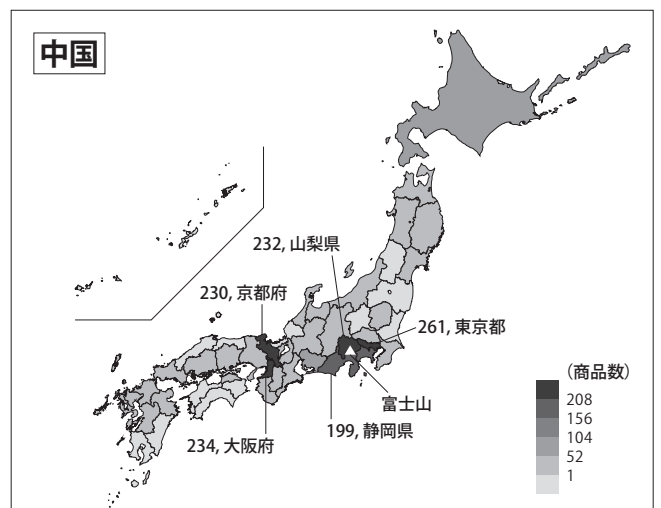 中国
232, 山梨県
230, 京都府
261, 東京都
富士山
199, 静岡県
234, 大阪府
(商品数)
208
156
104
52
1